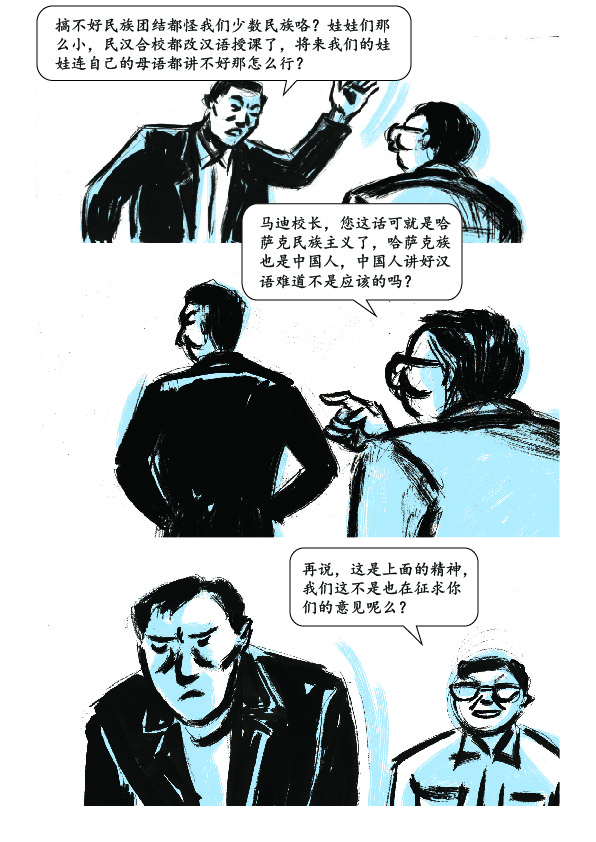 搞不好民族团结都怪我们少数民族咯？娃娃们那
么小，民汉合校都改汉语授课了，将来我们的娃
娃连自己的母语都讲不好那怎么行？
马迪校长，您这话可就是哈
萨克民族主义了，哈萨克族
也是中国人，中国人讲好汉
语难道不是应该的吗？
再说，这是上面的精神，
我们这不是也在征求你
们的意见呢么？